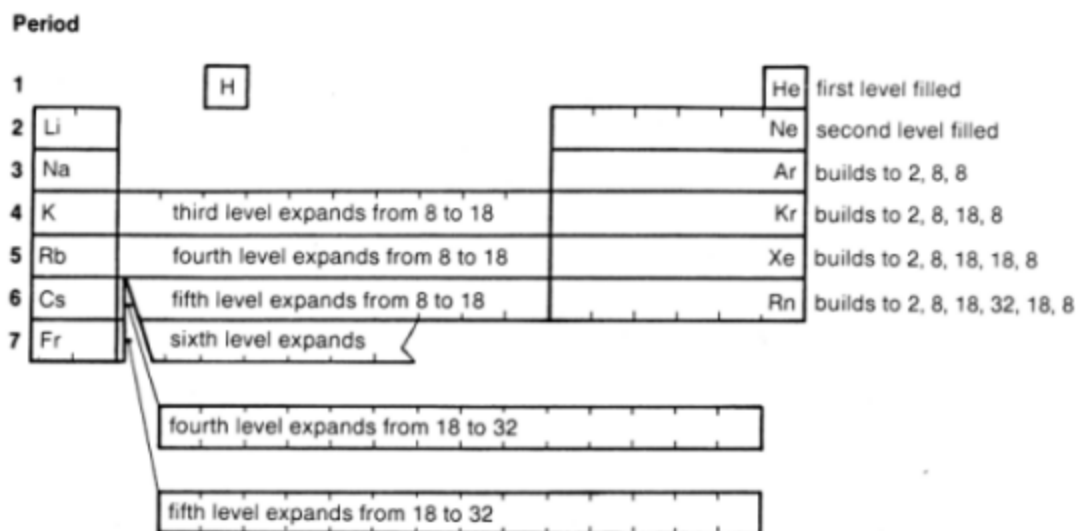 Period
1 H He first level filled
2 Li Ne second level filled
3 Na Ar builds to 2, 8, 8
4 K third level expands from 8 to 18 Kr builds to 2, 8, 18, 8
5 Rb fourth level expands from 8 to 18 Xe builds to 2, 8, 18, 18, 8
6 Cs fifth level expands from 8 to 18 Rn builds to 2, 8, 18, 32, 18, 8
7 Fr sixth level expands
fourth level expands from 18 to 32
fifth level expands from 18 to 32